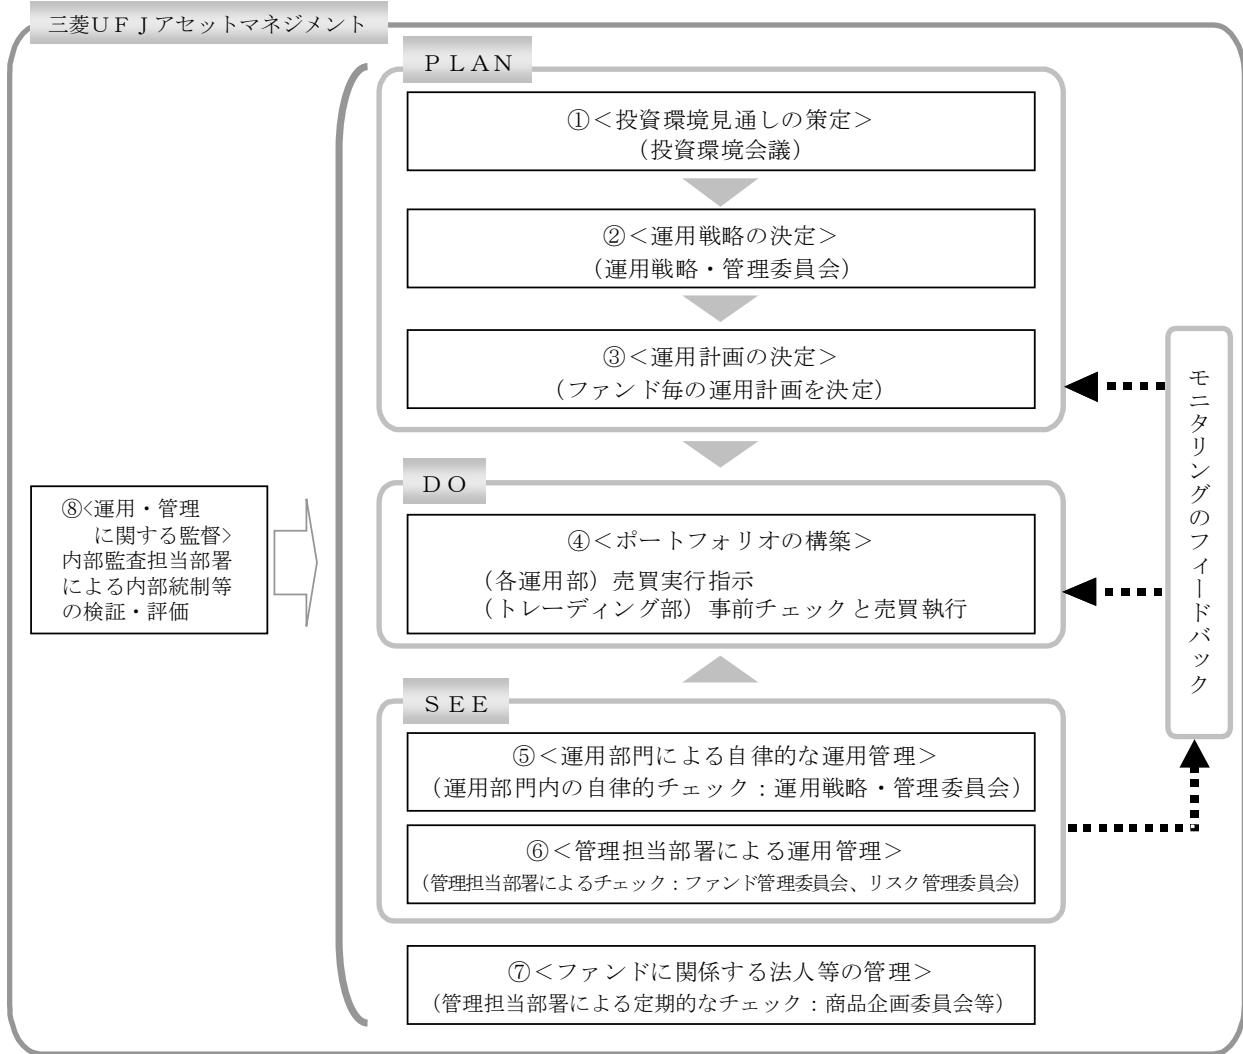 三菱ＵＦＪアセットマネジメント
ＰＬＡＮ
①＜投資環境見通しの策定＞
（投資環境会議）
②＜運用戦略の決定＞
（運用戦略・管理委員会）
③＜運用計画の決定＞
（ファンド毎の運用計画を決定）
ＤＯ
④＜ポートフォリオの構築＞
（各運用部）売買実行指示
（トレーディング部）事前チェックと売買執行
ＳＥＥ
⑤＜運用部門による自律的な運用管理＞
（運用部門内の自律的チェック：運用戦略・管理委員会）
⑥＜管理担当部署による運用管理＞
（管理担当部署によるチェック：ファンド管理委員会、リスク管理委員会）
⑦＜ファンドに関係する法人等の管理＞
（管理担当部署による定期的なチェック：商品企画委員会等）
⑧<運用・管理
に関する監督>
内部監査担当部署
による内部統制等
の検証・評価
モニタリングのフィードバック